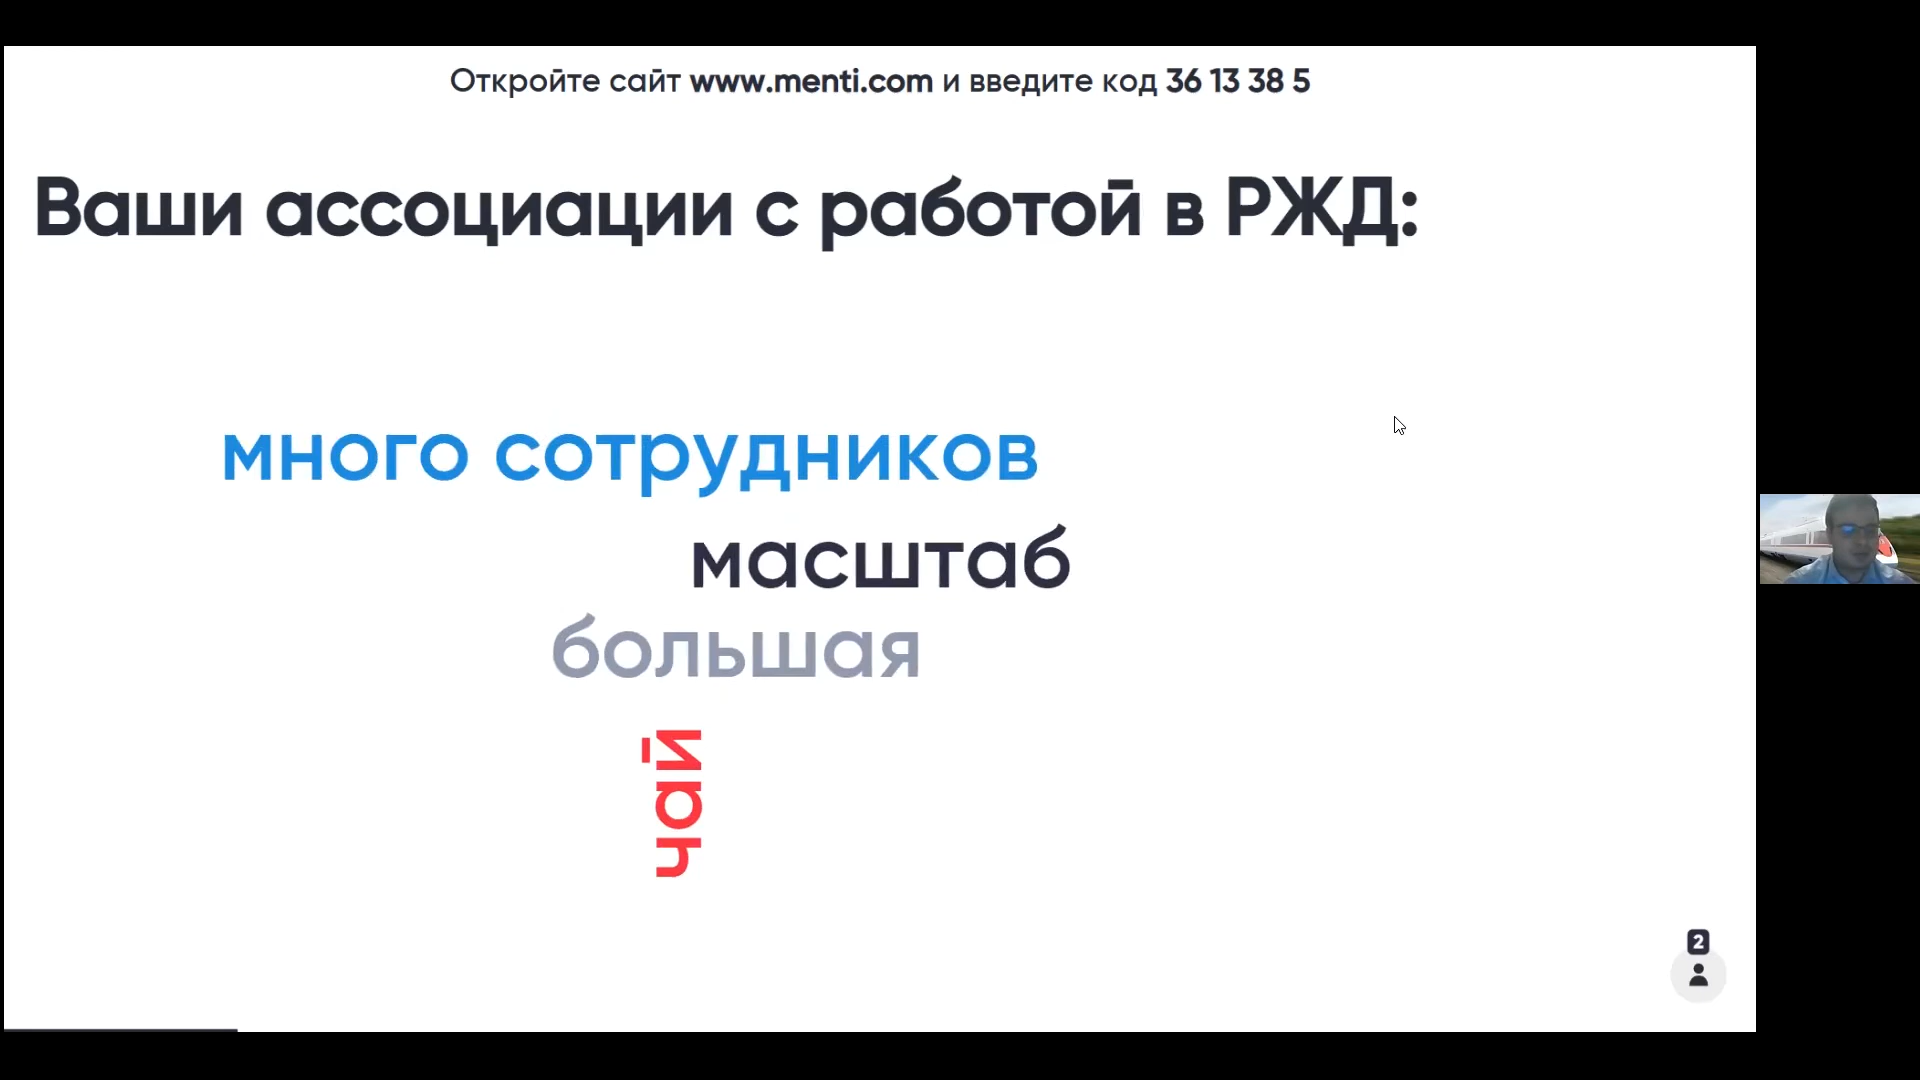 Откройте сайт www.menti.com и введите код 36 13 38 5
Ваши ассоциации с работой в РЖД:
много сотрудников
масштаб
большая
чай
2